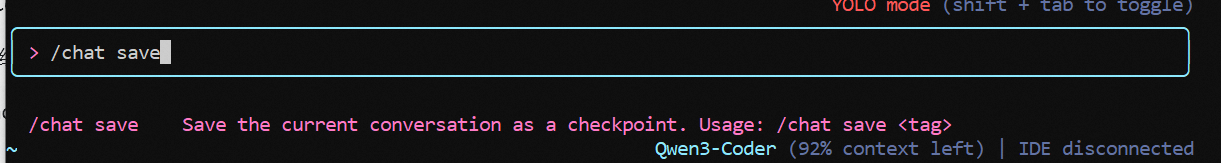 YOLO mode (shift + tab to toggle)
> /chat save
/chat save    Save the current conversation as a checkpoint. Usage: /chat save <tag>
~ Qwen3-Coder (92% context left) | IDE disconnected